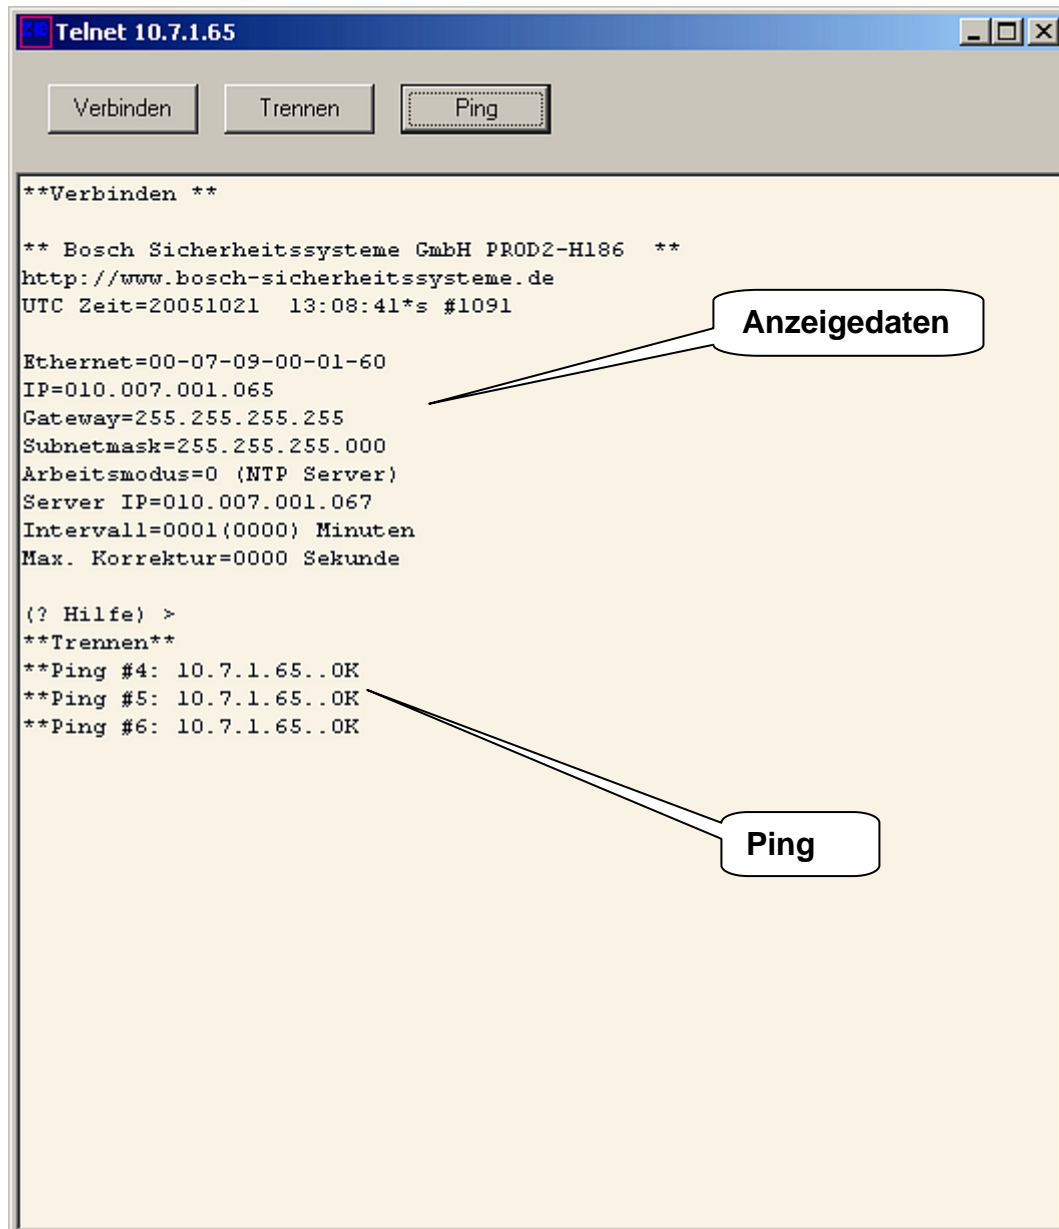 Telnet 10.7.1.65
Verbinden Trennen Ping
**Verbinden **
** Bosch Sicherheitssysteme GmbH PROD2-H186 **
http://www.bosch-sicherheitssysteme.de
UTC Zeit=20051021 13:08:41*s #1091
Anzeigedaten
Ethernet=00-07-09-00-01-60
IP=010.007.001.065
Gateway=255.255.255.255
Subnetmask=255.255.255.000
Arbeitsmodus=0 (NTP Server)
Server IP=010.007.001.067
Intervall=0001(0000) Minuten
Max. Korrektur=0000 Sekunde
(? Hilfe) >
**Trennen**
**Ping #4: 10.7.1.65..OK
**Ping #5: 10.7.1.65..OK
**Ping #6: 10.7.1.65..OK
Ping